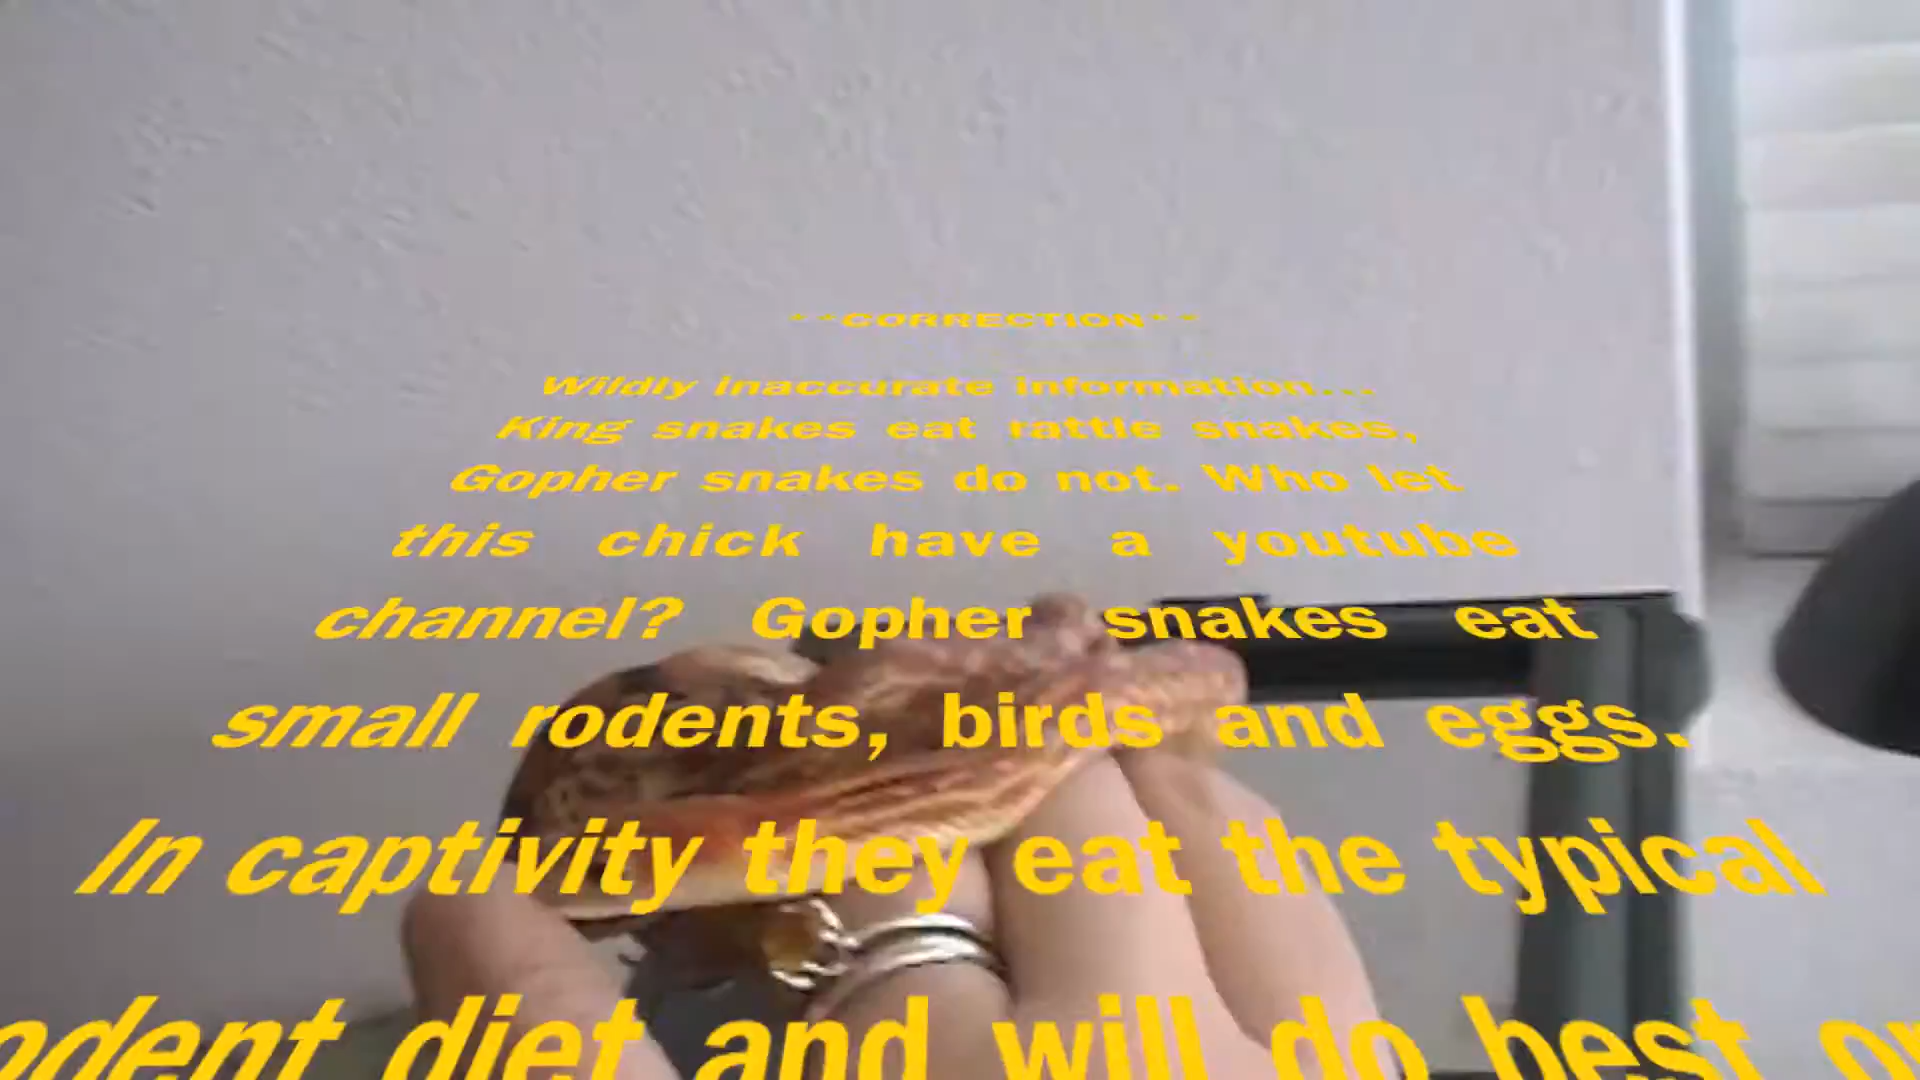 **CORRECTION**
Wildly inaccurate information...
King snakes eat rattle snakes,
Gopher snakes do not. Who let
this chick have a youtube
channel? Gopher snakes eat
small rodents, birds and eggs.
In captivity they eat the typical
diet and will do best